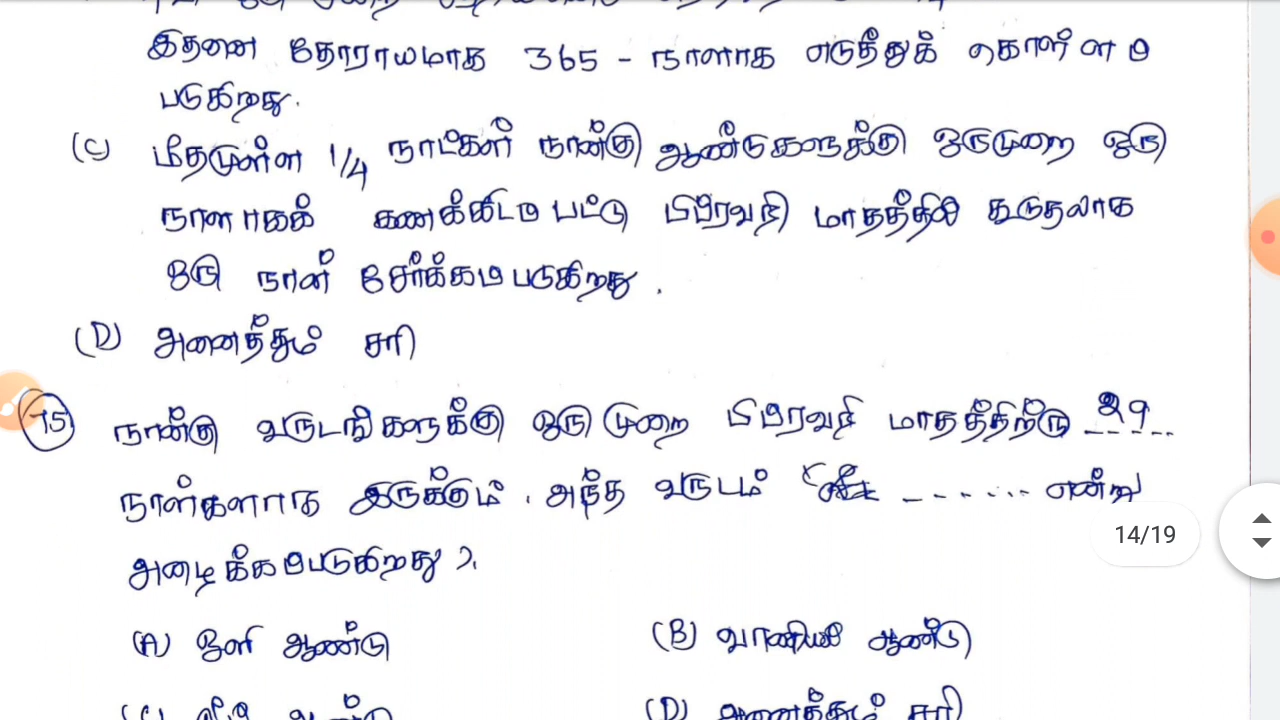 இதனை தோராயமாக 365 - நாளாக எடுத்துக் கொள்ளப்
படுகிறது.
(C) மீதமுள்ள 1/4 நாட்கள் நான்கு ஆண்டுகளுக்கு ஒருமுறை ஒரு
நாளாகக் கணக்கிடப்பட்டு பிப்ரவரி மாதத்தில் கூடுதலாக
ஒரு நாள் சேர்க்கப்படுகிறது.
(D) அனைத்தும் சரி
75 நான்கு வருடங்களுக்கு ஒரு முறை பிப்ரவரி மாதத்திற்கு 29
நாள்களாக இருக்கும். அந்த வருடம் ------- என்று
அழைக்கப்படுகிறது?.
(A) ஒளி ஆண்டு (B) வானியல் ஆண்டு
(D) அனைத்தும் சரி
14/19